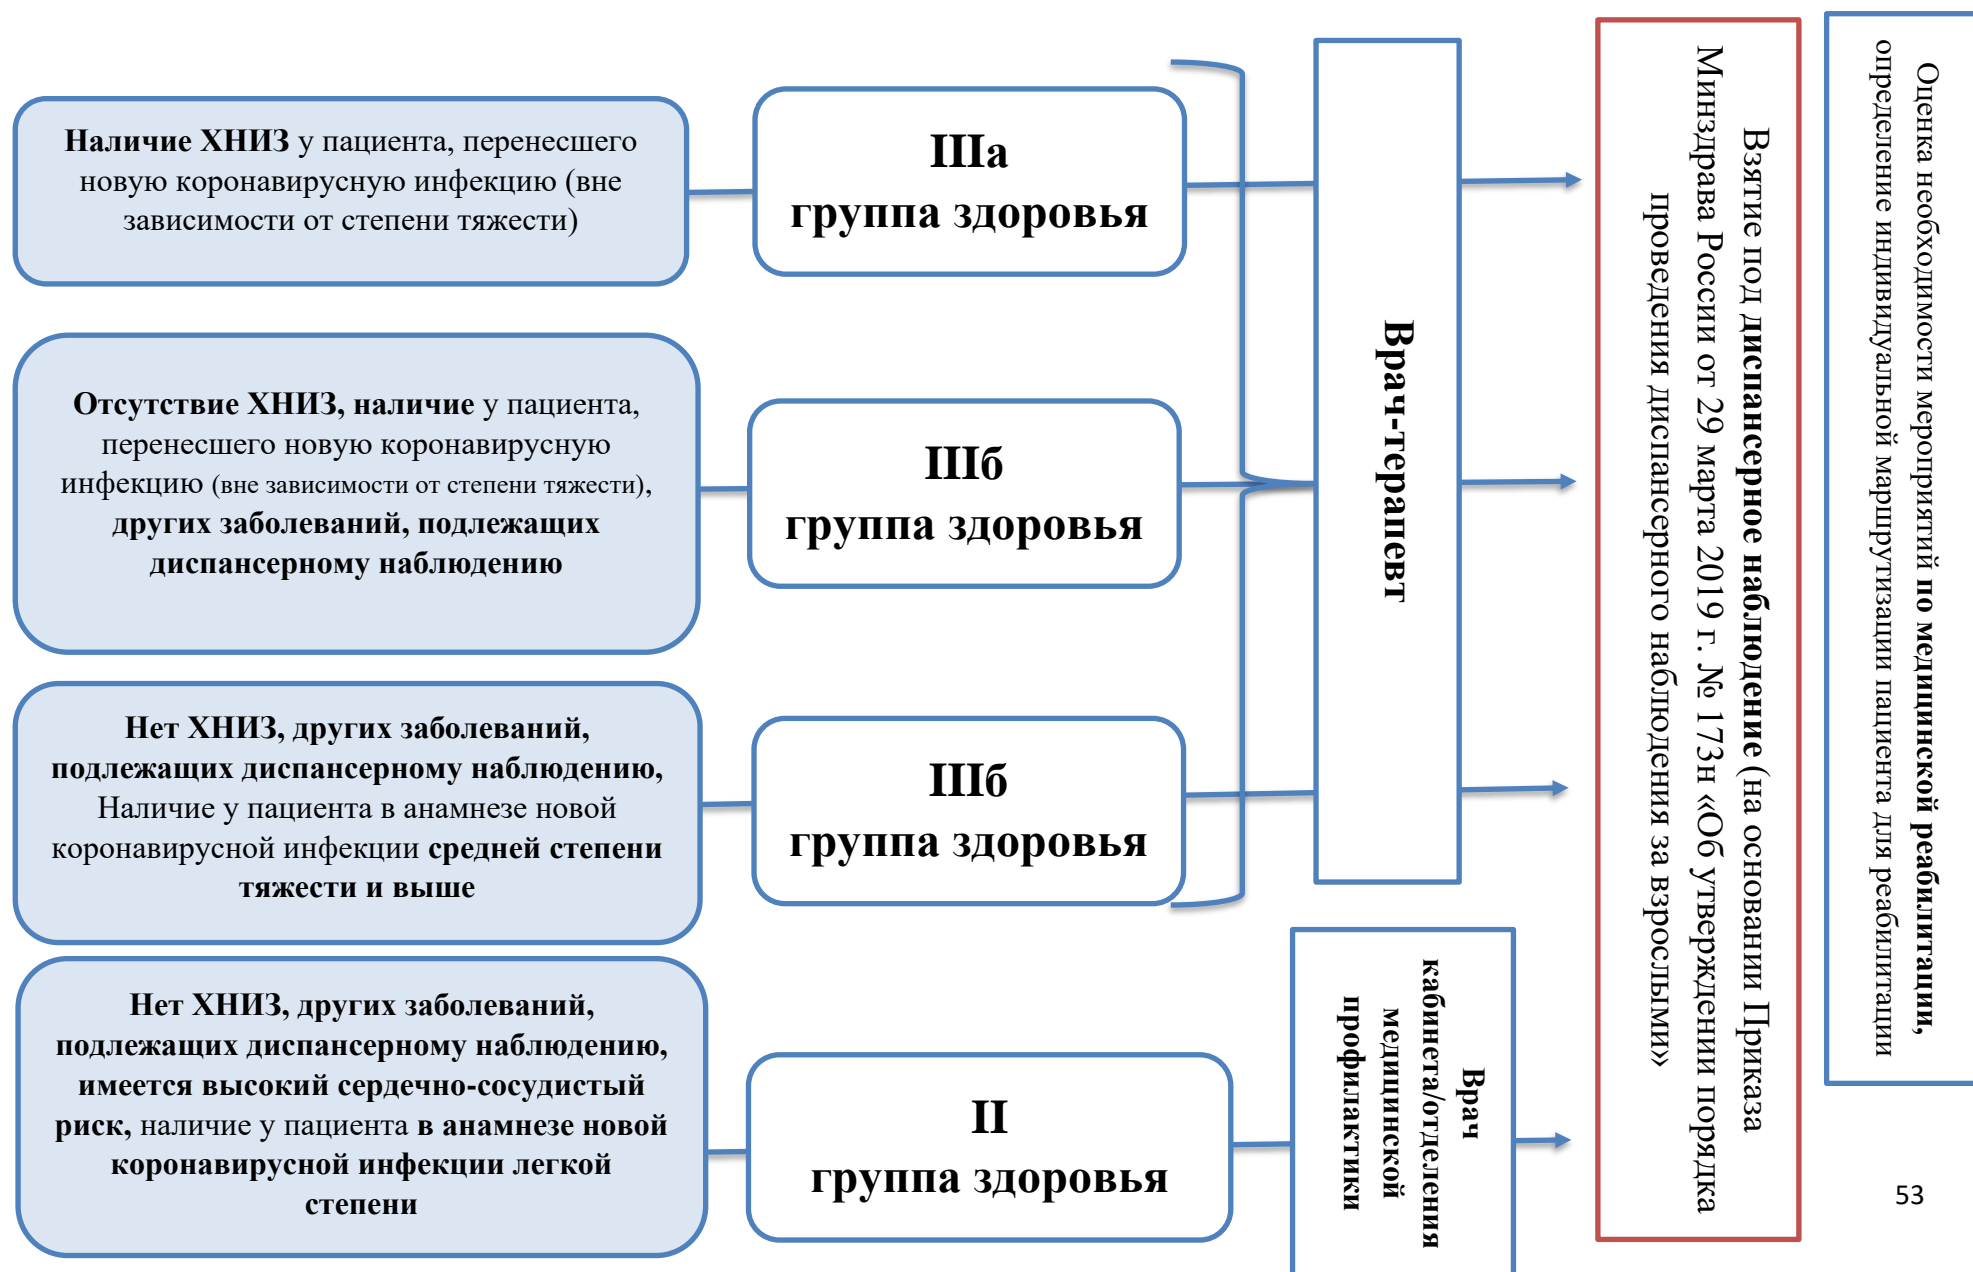 Наличие ХНИЗ у пациента, перенесшего
новую коронавирусную инфекцию (вне
зависимости от степени тяжести)
IIIа
группа здоровья
Отсутствие ХНИЗ, наличие у пациента,
перенесшего новую коронавирусную
инфекцию (вне зависимости от степени тяжести),
других заболеваний, подлежащих
диспансерному наблюдению
IIIб
группа здоровья
Нет ХНИЗ, других заболеваний,
подлежащих диспансерному наблюдению,
Наличие у пациента в анамнезе новой
коронавирусной инфекции средней степени
тяжести и выше
IIIб
группа здоровья
Нет ХНИЗ, других заболеваний,
подлежащих диспансерному наблюдению,
имеется высокий сердечно-сосудистый
риск, наличие у пациента в анамнезе новой
коронавирусной инфекции легкой
степени
II
группа здоровья
Врач-терапевт
Врач
кабинета/отделения
медицинской
профилактики
Взятие под диспансерное наблюдение (на основании Приказа
Минздрава России от 29 марта 2019 г. № 173н «Об утверждении порядка
проведения диспансерного наблюдения за взрослыми»
Оценка необходимости мероприятий по медицинской реабилитации,
определение индивидуальной маршрутизации пациента для реабилитации
53